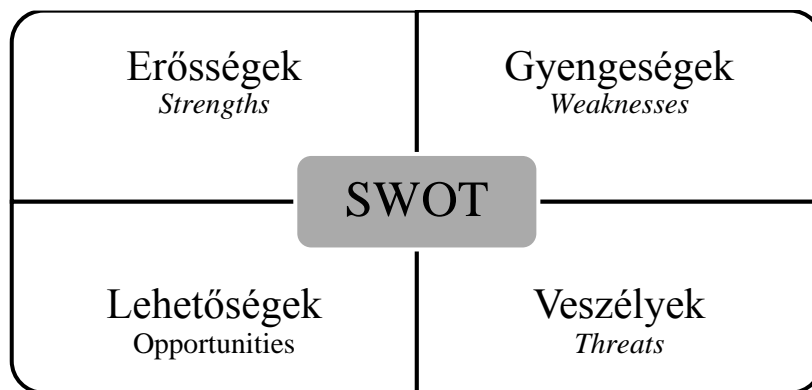 Erősségek
Strengths
Gyengeségek
Weaknesses
SWOT
Lehetőségek
Opportunities
Veszélyek
Threats